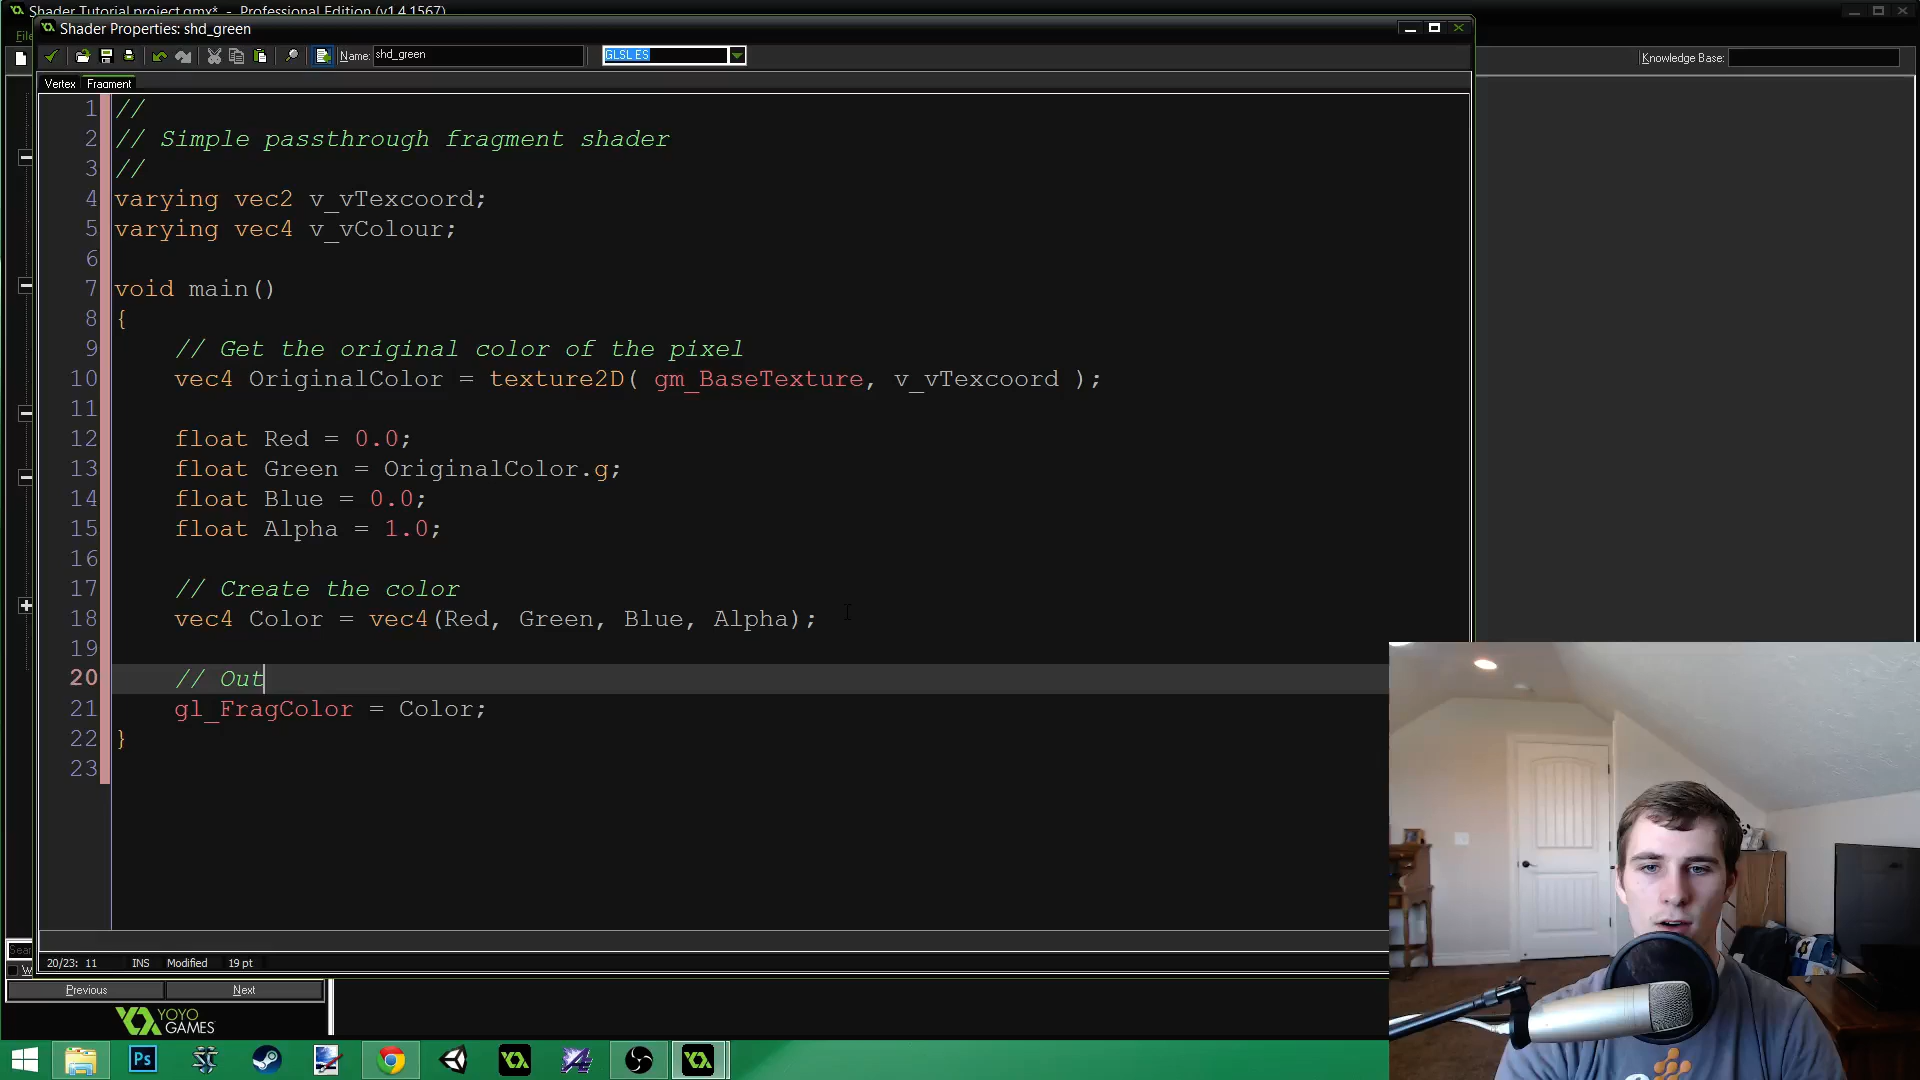 Shader Tutorial project.gmx* - Professional Edition (v1.4.1567)
Shader Properties: shd_green
File
Name: shd_green
GLSL ES
Knowledge Base:
Vertex Fragment
1 //
2 // Simple passthrough fragment shader
3 //
4 varying vec2 v_vTexcoord;
5 varying vec4 v_vColour;
6
7 void main()
8 {
9 // Get the original color of the pixel
10 vec4 OriginalColor = texture2D( gm_BaseTexture, v_vTexcoord );
11
12 float Red = 0.0;
13 float Green = OriginalColor.g;
14 float Blue = 0.0;
15 float Alpha = 1.0;
16
17 // Create the color
18 vec4 Color = vec4(Red, Green, Blue, Alpha);
19
20 // Out
21 gl_FragColor = Color;
22 }
23
20/23: 11 INS Modified 19 pt
Previous Next
YOYO
GAMES
Ps